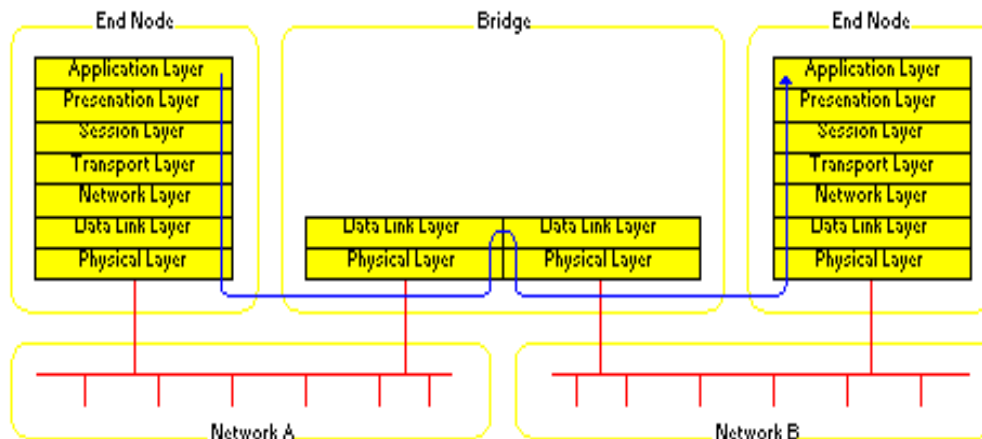 End Node
Bridge
End Node
Application Layer
Presenation Layer
Session Layer
Transport Layer
Network Layer
Data Link Layer
Physical Layer
Data Link Layer
Data Link Layer
Physical Layer
Physical Layer
Application Layer
Presenation Layer
Session Layer
Transport Layer
Network Layer
Data Link Layer
Physical Layer
Network A
Network B